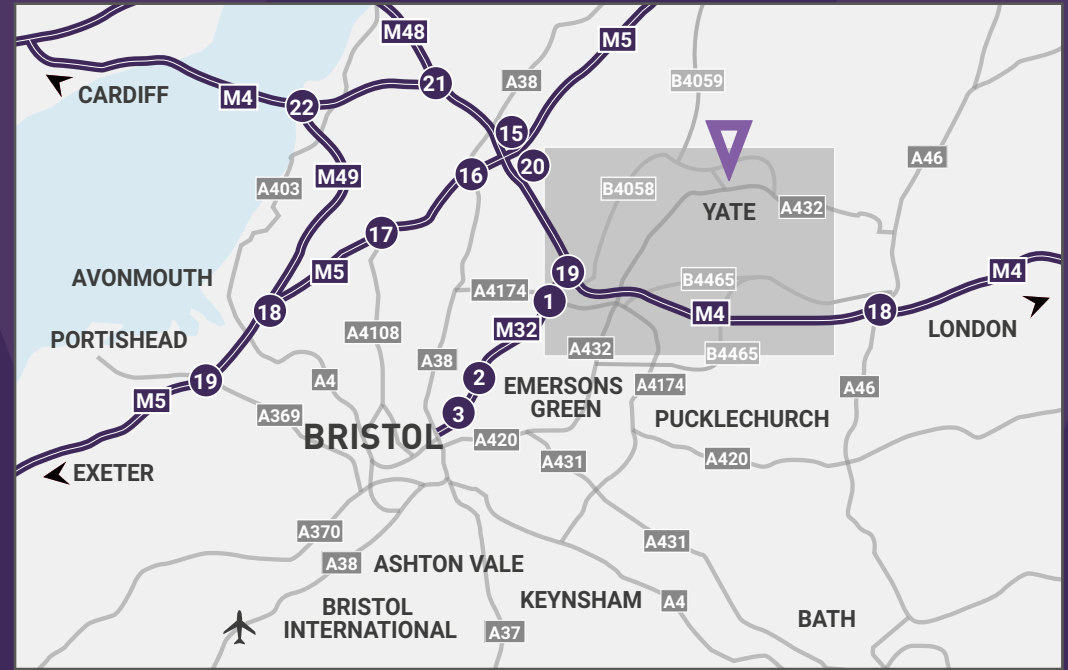 M48
M5
B4059
A38
21
CARDIFF
M4
22
15
20
A46
16
M49
A403
B4058
YATE
A432
17
M5
AVONMOUTH
19
B4465
M4
A4174
1
18
M4
18
LONDON
PORTISHEAD
A4108
M32
A432
B4465
A38
19
2
EMERSONS
GREEN
A4174
A46
A4
M5
3
A369
PUCKLECHURCH
BRISTOL
A420
A431
A420
EXETER
A370
A431
A38
ASHTON VALE
KEYNSHAM
A4
BRISTOL
INTERNATIONAL
A37
BATH